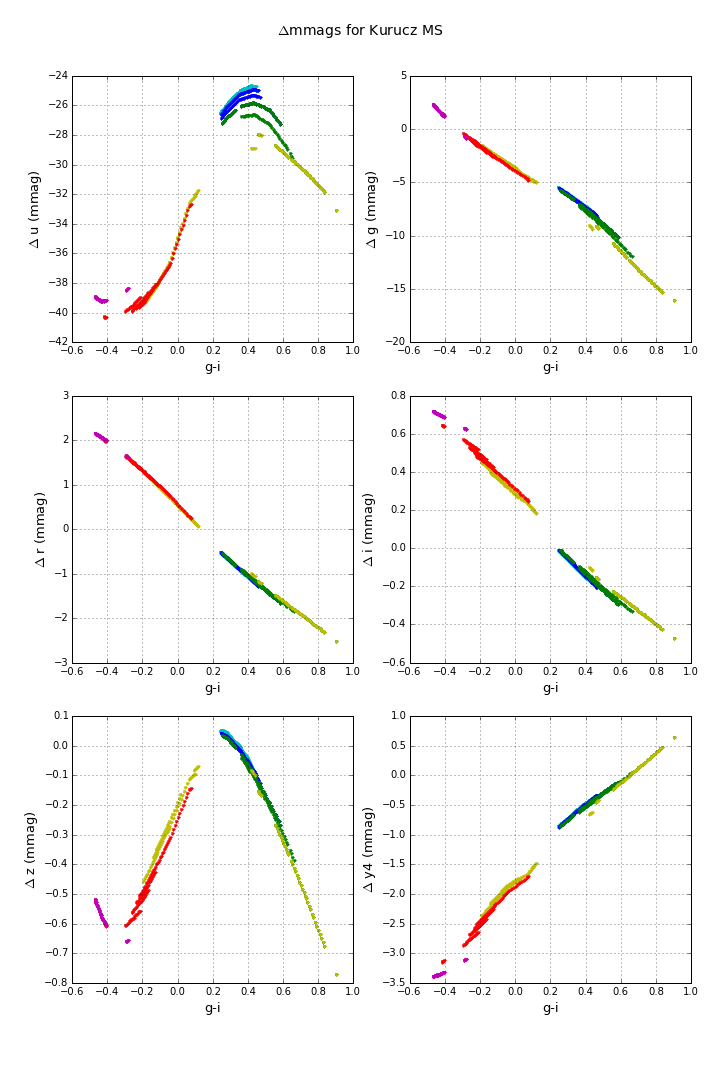 Δmmags for Kurucz MS
−24
−26
−28
−30
−32
−34
−36
−38
−40
−42
Δ u (mmag)
−0.6 −0.4 −0.2 0.0 0.2 0.4 0.6 0.8 1.0
g-i
5
0
−5
−10
−15
−20
Δ g (mmag)
−0.6 −0.4 −0.2 0.0 0.2 0.4 0.6 0.8 1.0
g-i
3
2
1
0
−1
−2
−3
Δ r (mmag)
−0.6 −0.4 −0.2 0.0 0.2 0.4 0.6 0.8 1.0
g-i
0.8
0.6
0.4
0.2
0.0
−0.2
−0.4
−0.6
Δ i (mmag)
−0.6 −0.4 −0.2 0.0 0.2 0.4 0.6 0.8 1.0
g-i
0.1
0.0
−0.1
−0.2
−0.3
−0.4
−0.5
−0.6
−0.7
−0.8
Δ z (mmag)
−0.6 −0.4 −0.2 0.0 0.2 0.4 0.6 0.8 1.0
g-i
1.0
0.5
0.0
−0.5
−1.0
−1.5
−2.0
−2.5
−3.0
−3.5
Δ y4 (mmag)
−0.6 −0.4 −0.2 0.0 0.2 0.4 0.6 0.8 1.0
g-i